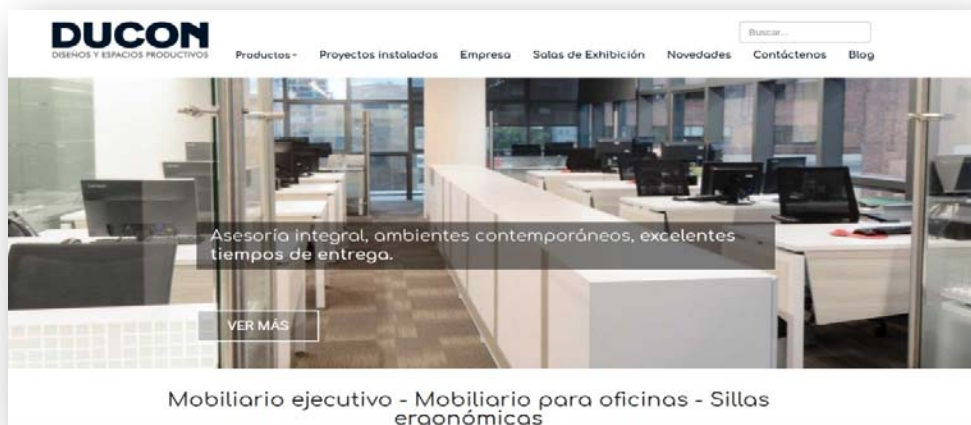 DUCON
DISEÑOS Y ESPACIOS PRODUCTIVOS
Buscar...
Productos
Proyectos instalados
Empresa
Salas de Exhibición
Novedades
Contáctenos
Blog
Asesoría integral, ambientes contemporáneos, excelentes
tiempos de entrega.
VER MÁS
Mobiliario ejecutivo - Mobiliario para oficinas - Sillas
ergonómicas